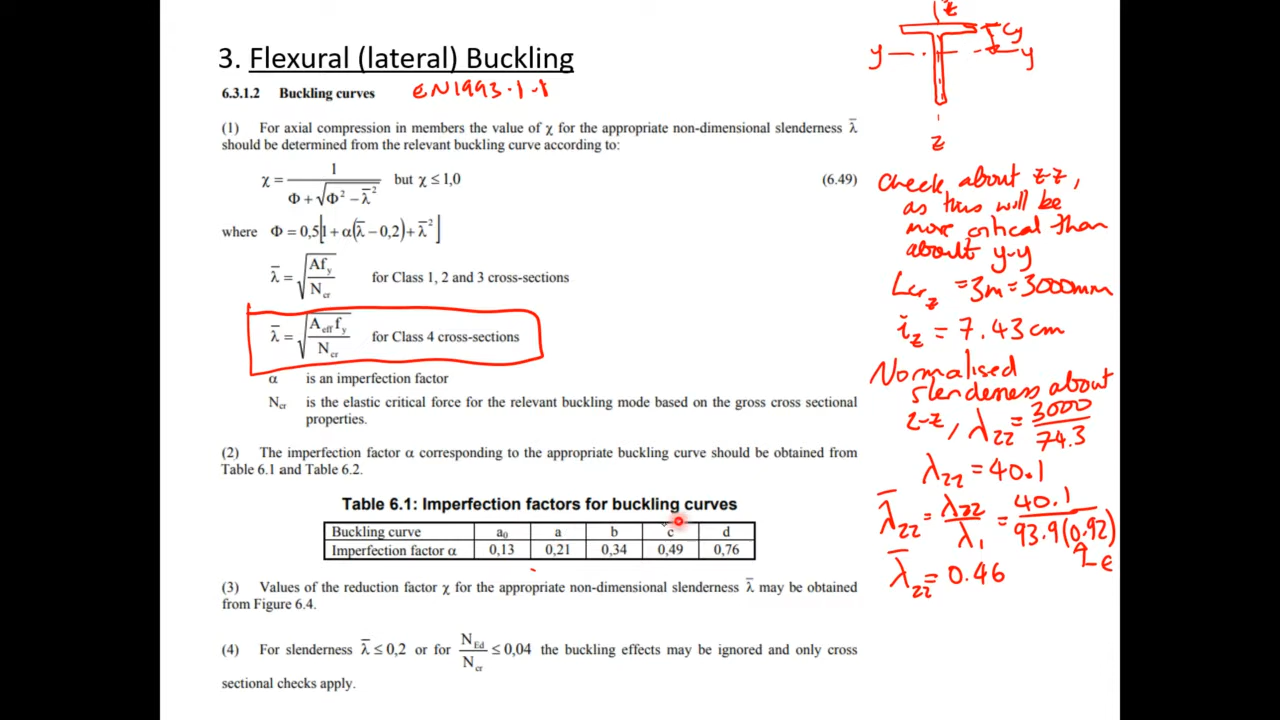 3. Flexural (lateral) Buckling
6.3.1.2 Buckling curves EN1993-1-1
(1) For axial compression in members the value of χ for the appropriate non-dimensional slenderness λ̄
should be determined from the relevant buckling curve according to:
χ = 1 / (Φ + √(Φ² − λ̄²)) but χ ≤ 1,0 (6.49)
where Φ = 0,5[1 + α(λ̄ − 0,2) + λ̄²]
λ̄ = √(Af_y / N_cr) for Class 1, 2 and 3 cross-sections
λ̄ = √(A_eff f_y / N_cr) for Class 4 cross-sections
α is an imperfection factor
N_cr is the elastic critical force for the relevant buckling mode based on the gross cross sectional
properties.
(2) The imperfection factor α corresponding to the appropriate buckling curve should be obtained from
Table 6.1 and Table 6.2.
Table 6.1: Imperfection factors for buckling curves
Buckling curve a₀ a b c d
Imperfection factor α 0,13 0,21 0,34 0,49 0,76
(3) Values of the reduction factor χ for the appropriate non-dimensional slenderness λ̄ may be obtained
from Figure 6.4.
(4) For slenderness λ̄ ≤ 0,2 or for N_Ed / N_cr ≤ 0,04 the buckling effects may be ignored and only cross
sectional checks apply.
z
Cy
y y
z
Check about z-z,
as this will be
more critical than
about y-y
Lcr_z = 3m = 3000mm
i_z = 7.43cm
Normalised
slenderness about
z-z, λ_zz = 3000 / 74.3
λ_zz = 40.1
λ̄_zz = λ_zz / λ_1 = 40.1 / 93.9(0.92)
ε
λ̄_zz = 0.46